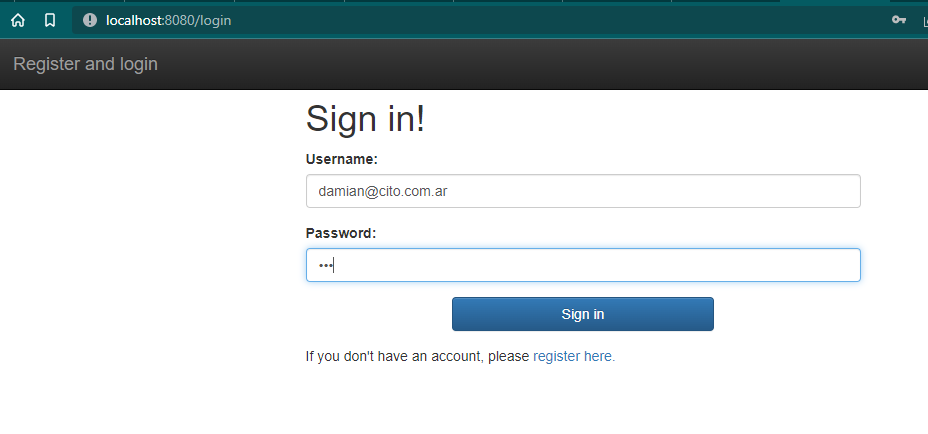 localhost:8080/login
Register and login
Sign in!
Username:
damian@cito.com.ar
Password:
•••
Sign in
If you don't have an account, please register here.